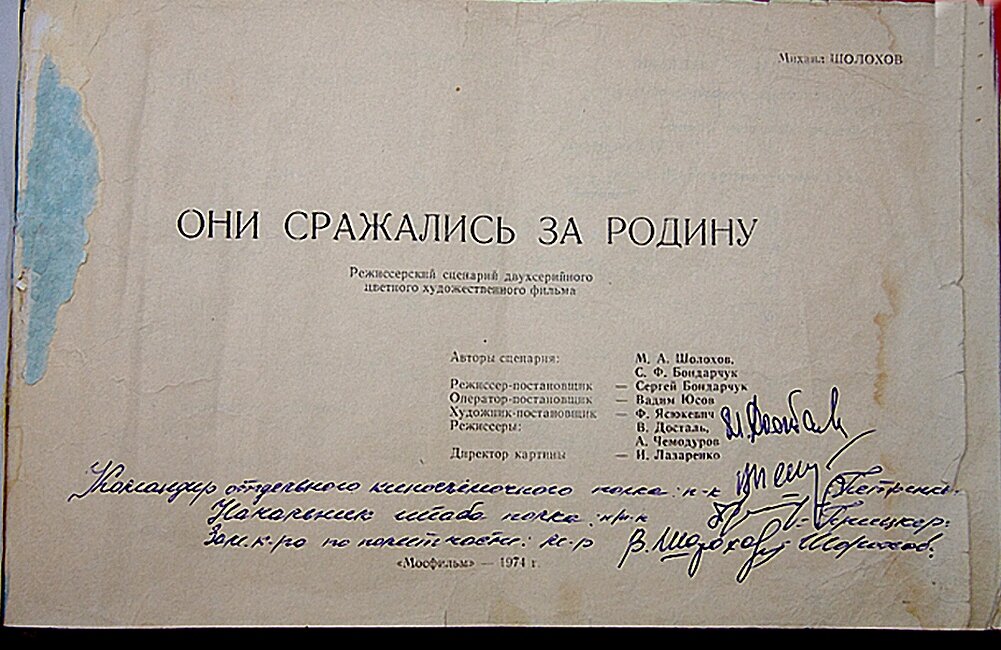 Михаил ШОЛОХОВ
ОНИ СРАЖАЛИСЬ ЗА РОДИНУ
Режиссерский сценарий двухсерийного
цветного художественного фильма
Авторы сценария: М. А. Шолохов,
С. Ф. Бондарчук
Режиссер-постановщик — Сергей Бондарчук
Оператор-постановщик — Вадим Юсов
Художник-постановщик — Ф. Ясюкевич
Режиссеры: В. Досталь,
А. Чемодуров
Директор картины — И. Лазаренко
Командир отдельного киносъёмочного полка: п-к
Начальник штаба полка:
Зам. к-ра по политчасти: м-р В. Шорохов
«Мосфильм» — 1974 г.